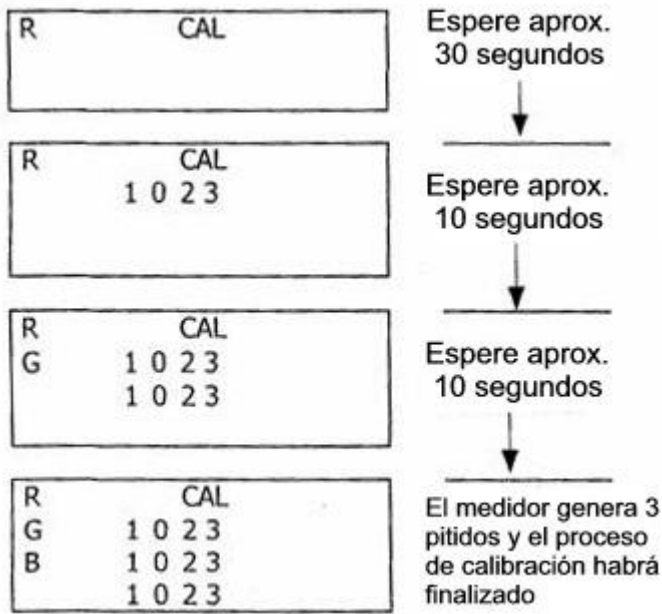 R CAL
Espere aprox.
30 segundos
R CAL
1 0 2 3
Espere aprox.
10 segundos
R CAL
G 1 0 2 3
1 0 2 3
Espere aprox.
10 segundos
R CAL
G 1 0 2 3
B 1 0 2 3
1 0 2 3
El medidor genera 3
pitidos y el proceso
de calibración habrá
finalizado